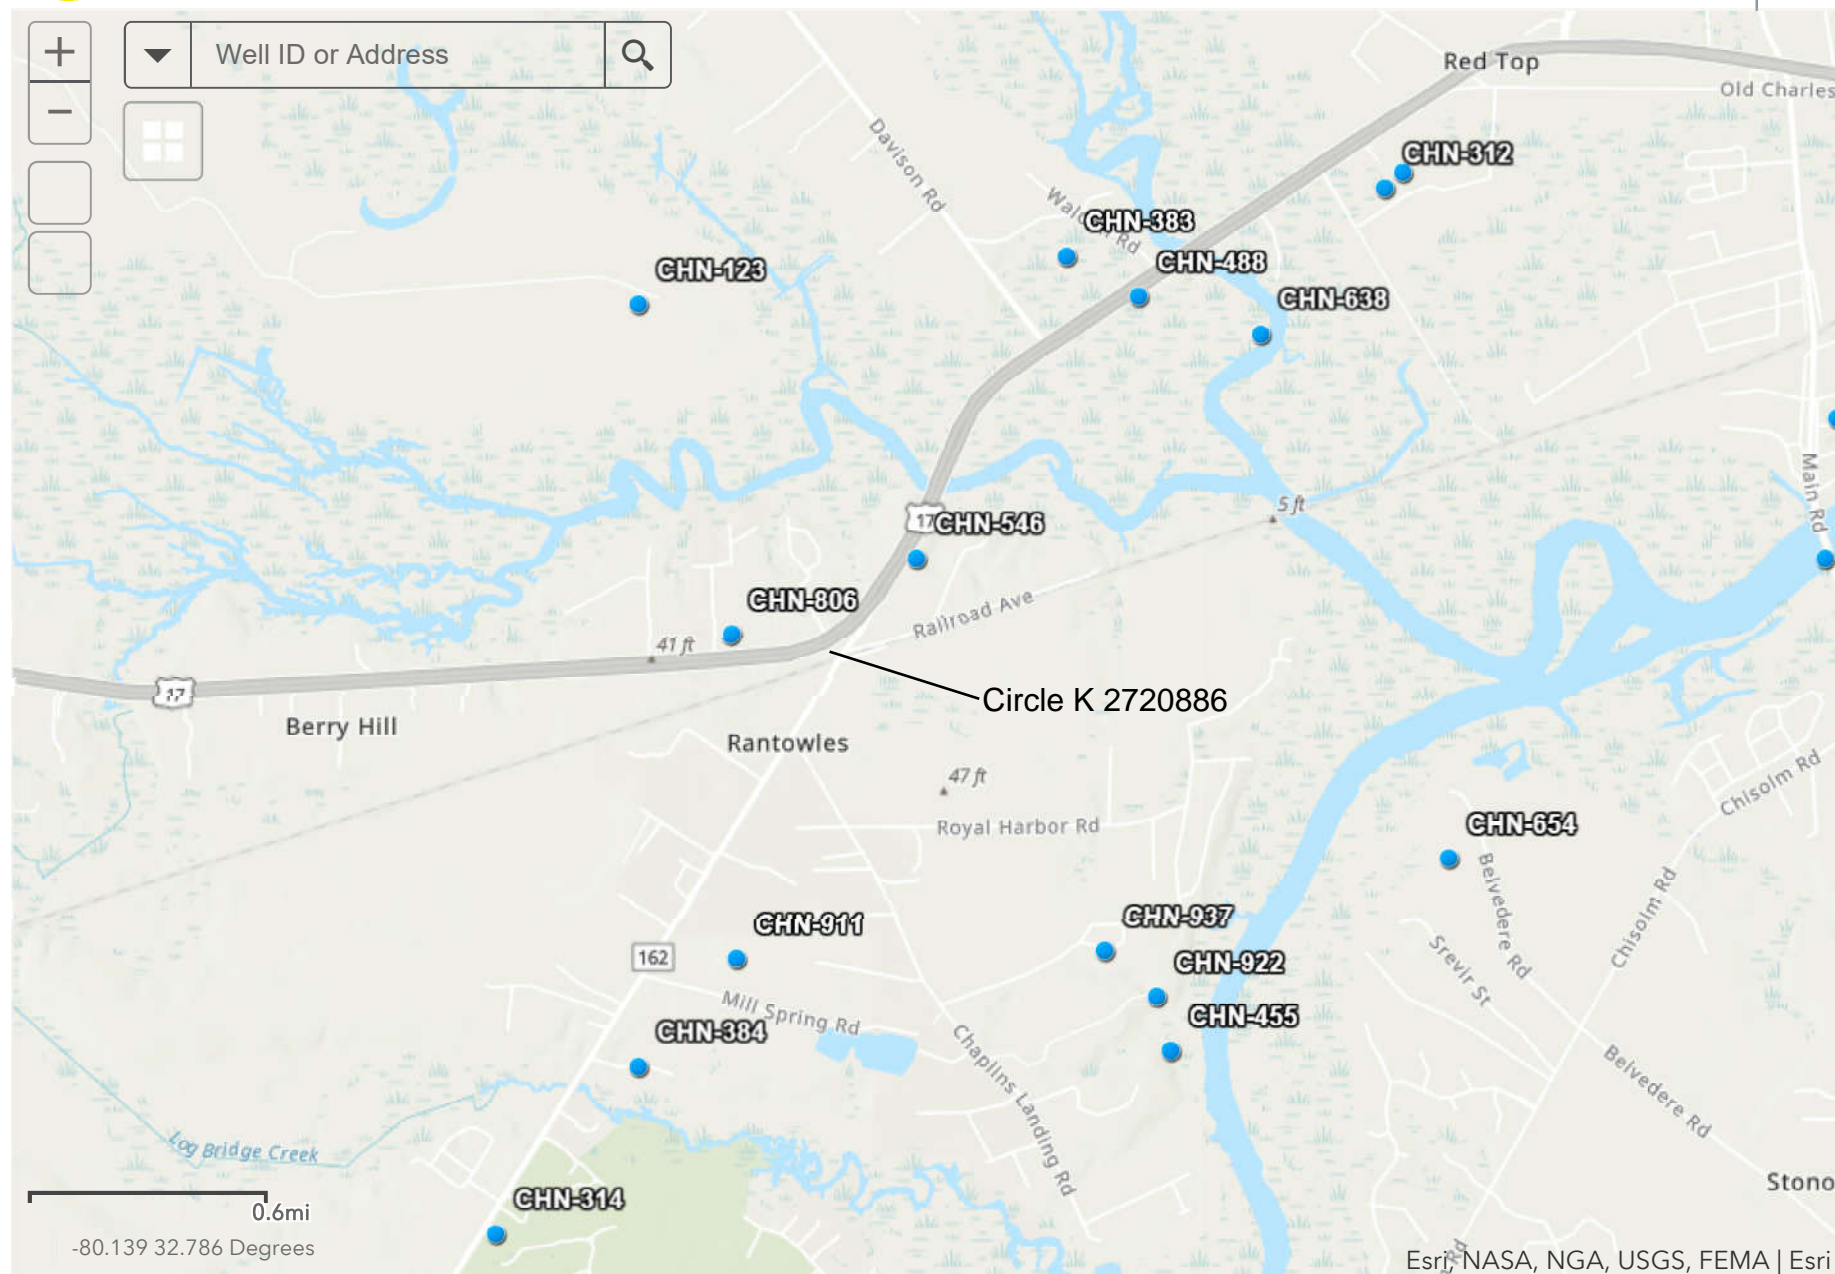 +
Well ID or Address
−
Red Top
Old Charles
Davison Rd
CHN-312
CHN-383
CHN-488
CHN-123
CHN-638
Main Rd
5 ft
17
CHN-546
CHN-806
Railroad Ave
41 ft
17
Circle K 2720886
Berry Hill
Rantowles
47 ft
Chisolm Rd
Royal Harbor Rd
CHN-654
Belvedere Rd
Chisolm Rd
CHN-911
CHN-937
162
CHN-922
Srevir St
Mill Spring Rd
CHN-455
CHN-384
Chaplins Landing Rd
Belvedere Rd
Log Bridge Creek
Stono
CHN-314
0.6mi
-80.139 32.786 Degrees
Rd
Esri, NASA, NGA, USGS, FEMA | Esri